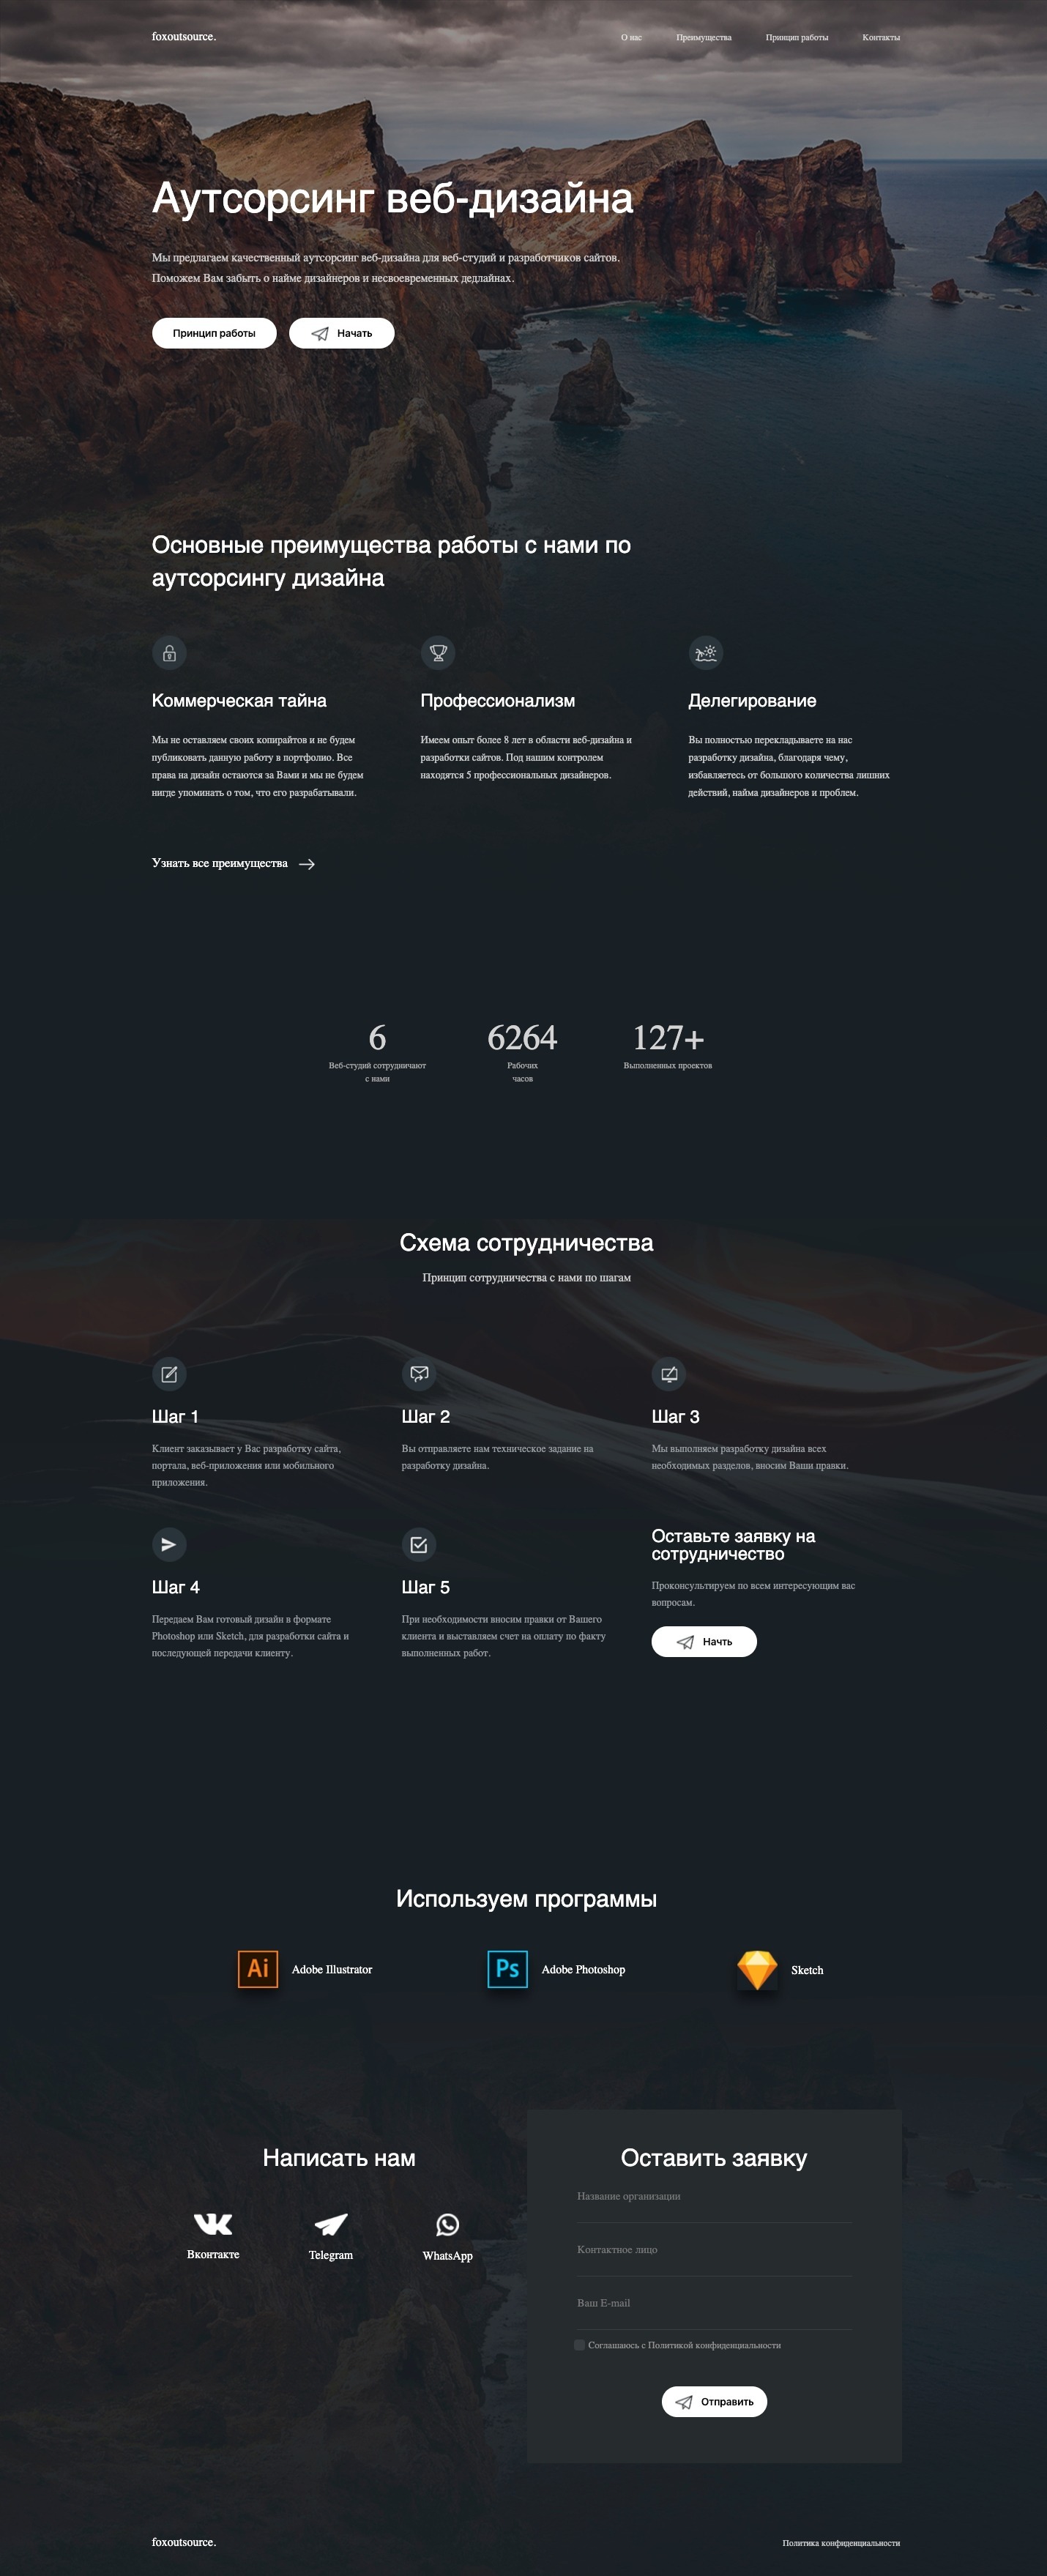 foxoutsource.
О нас
Преимущества
Принцип работы
Контакты
Аутсорсинг веб-дизайна
Мы предлагаем качественный аутсорсинг веб-дизайна для веб-студий и разработчиков сайтов.
Поможем Вам забыть о найме дизайнеров и несвоевременных дедлайнах.
Принцип работы
Начать
Основные преимущества работы с нами по
аутсорсингу дизайна
Коммерческая тайна
Мы не оставляем своих копирайтов и не будем
публиковать данную работу в портфолио. Все
права на дизайн остаются за Вами и мы не будем
нигде упоминать о том, что его разрабатывали.
Профессионализм
Имеем опыт более 8 лет в области веб-дизайна и
разработки сайтов. Под нашим контролем
находятся 5 профессиональных дизайнеров.
Делегирование
Вы полностью перекладываете на нас
разработку дизайна, благодаря чему,
избавляетесь от большого количества лишних
действий, найма дизайнеров и проблем.
Узнать все преимущества
6
Веб-студий сотрудничают
с нами
6264
Рабочих
часов
127+
Выполненных проектов
Схема сотрудничества
Принцип сотрудничества с нами по шагам
Шаг 1
Клиент заказывает у Вас разработку сайта,
портала, веб-приложения или мобильного
приложения.
Шаг 2
Вы отправляете нам техническое задание на
разработку дизайна.
Шаг 3
Мы выполняем разработку дизайна всех
необходимых разделов, вносим Ваши правки.
Шаг 4
Передаем Вам готовый дизайн в формате
Photoshop или Sketch, для разработки сайта и
последующей передачи клиенту.
Шаг 5
При необходимости вносим правки от Вашего
клиента и выставляем счет на оплату по факту
выполненных работ.
Оставьте заявку на
сотрудничество
Проконсультируем по всем интересующим вас
вопросам.
Начть
Используем программы
Ai
Adobe Illustrator
Ps
Adobe Photoshop
Sketch
Написать нам
Вконтакте
Telegram
WhatsApp
Оставить заявку
Название организации
Контактное лицо
Ваш E-mail
Соглашаюсь с Политикой конфиденциальности
Отправить
foxoutsource.
Политика конфиденциальности